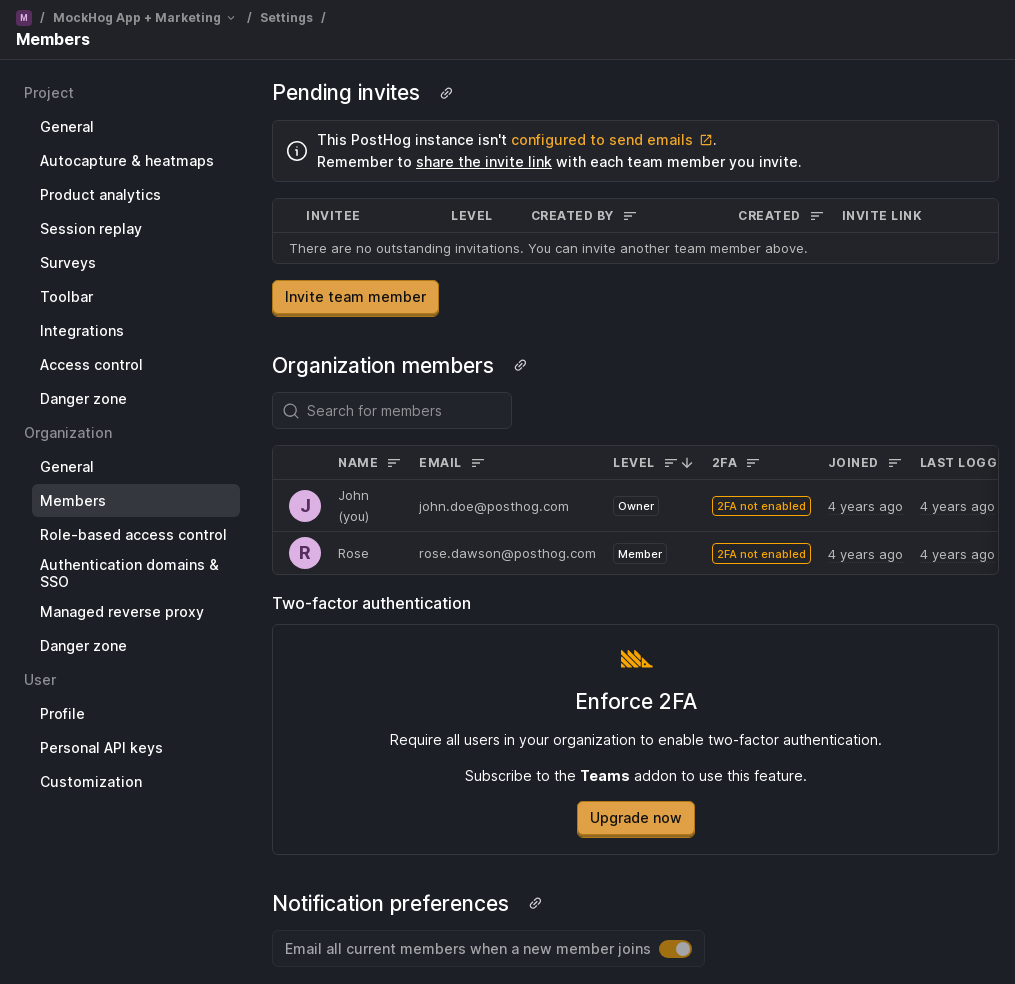 M / MockHog App + Marketing / Settings /
Members
Project
General
Autocapture & heatmaps
Product analytics
Session replay
Surveys
Toolbar
Integrations
Access control
Danger zone
Organization
General
Members
Role-based access control
Authentication domains &
SSO
Managed reverse proxy
Danger zone
User
Profile
Personal API keys
Customization
Pending invites
This PostHog instance isn't configured to send emails .
Remember to share the invite link with each team member you invite.
INVITEE LEVEL CREATED BY CREATED INVITE LINK
There are no outstanding invitations. You can invite another team member above.
Invite team member
Organization members
Search for members
NAME EMAIL LEVEL 2FA JOINED LAST LOGG
J John (you) john.doe@posthog.com Owner 2FA not enabled 4 years ago 4 years ago
R Rose rose.dawson@posthog.com Member 2FA not enabled 4 years ago 4 years ago
Two-factor authentication
Enforce 2FA
Require all users in your organization to enable two-factor authentication.
Subscribe to the Teams addon to use this feature.
Upgrade now
Notification preferences
Email all current members when a new member joins